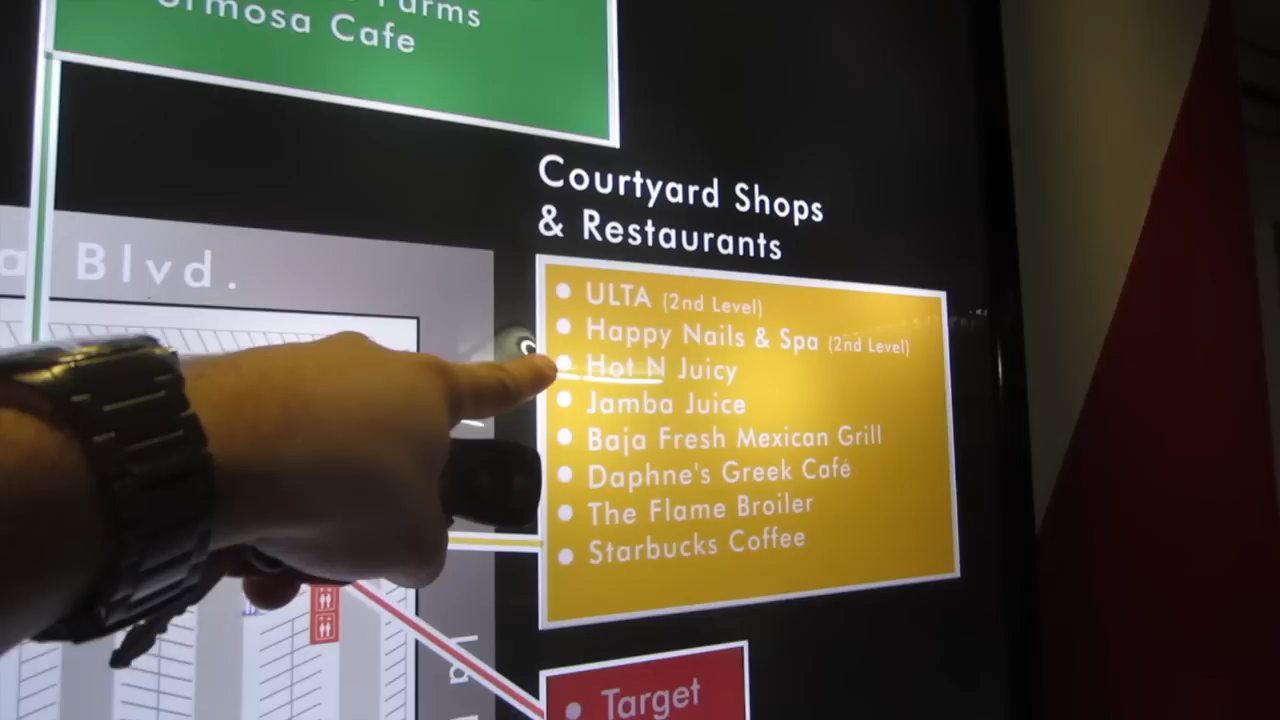 Farms
Cafe
Courtyard Shops
& Restaurants
Blvd.
ULTA (2nd Level)
Happy Nails & Spa (2nd Level)
Hot N Juicy
Jamba Juice
Baja Fresh Mexican Grill
Daphne's Greek Café
The Flame Broiler
Starbucks Coffee
Target